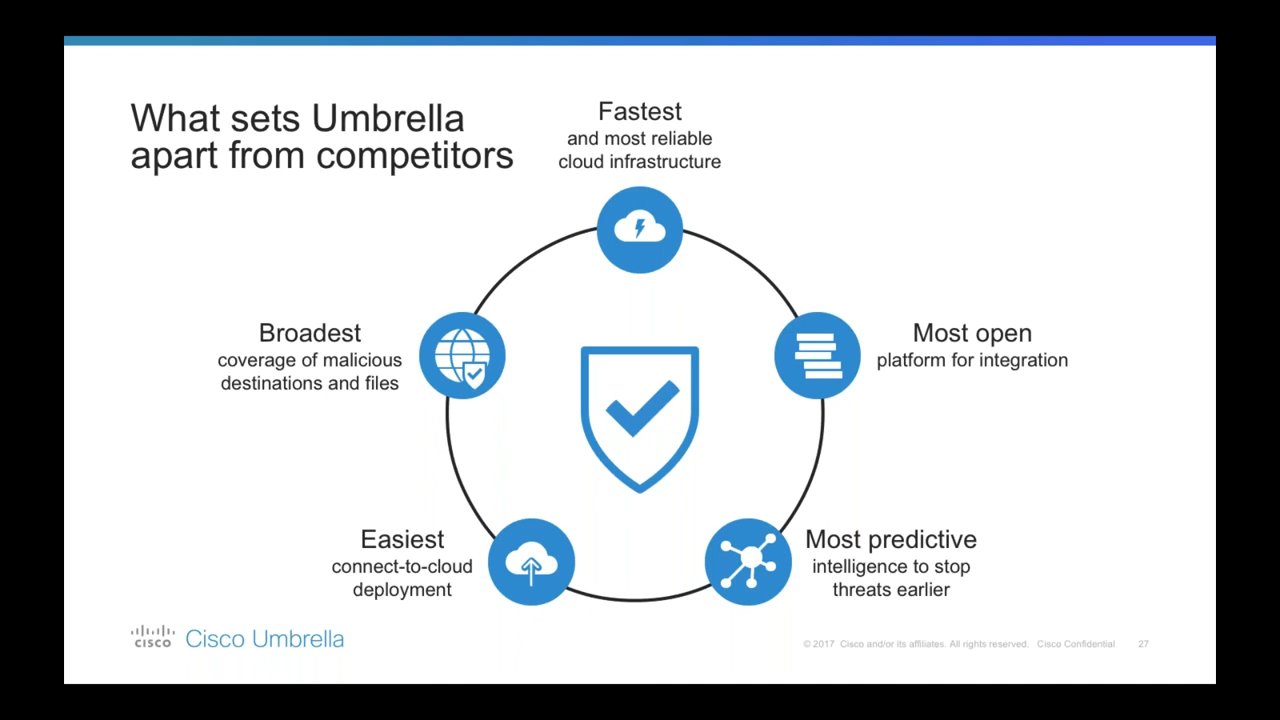 What sets Umbrella
apart from competitors
Fastest
and most reliable
cloud infrastructure
Broadest
coverage of malicious
destinations and files
Most open
platform for integration
Easiest
connect-to-cloud
deployment
Most predictive
intelligence to stop
threats earlier
CISCO Cisco Umbrella
© 2017 Cisco and/or its affiliates. All rights reserved. Cisco Confidential 27